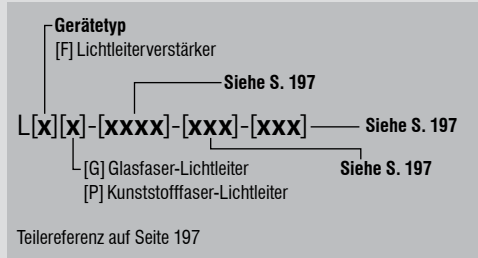 Gerätetyp
[F] Lichtleiterverstärker
Siehe S. 197
L[x][x]-[xxxx]-[xxx]-[xxx]
Siehe S. 197
[G] Glasfaser-Lichtleiter
Siehe S. 197
[P] Kunststofffaser-Lichtleiter
Teilereferenz auf Seite 197